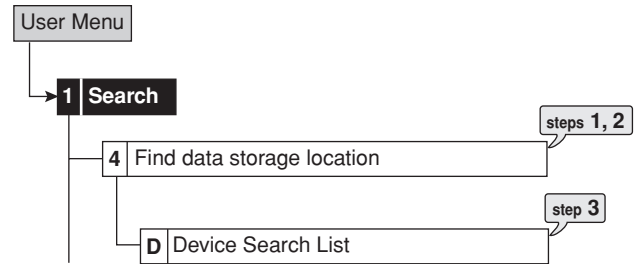 User Menu
1 Search
steps 1, 2
4 Find data storage location
step 3
D Device Search List